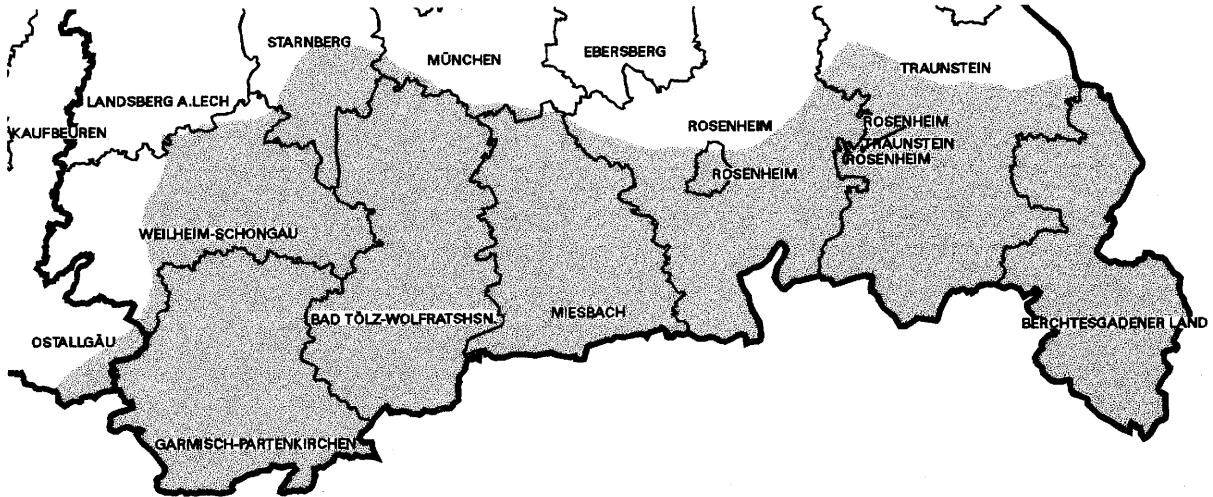 STARNBERG
MÜNCHEN
EBERSBERG
TRAUNSTEIN
LANDSBERG A.LECH
KAUFBEUREN
ROSENHEIM
ROSENHEIM
TRAUNSTEIN
ROSENHEIM
ROSENHEIM
WEILHEIM-SCHONGAU
BAD TÖLZ-WOLFRATSHSN.
MIESBACH
BERCHTESGADENER LAND
OSTALLGÄU
GARMISCH-PARTENKIRCHEN